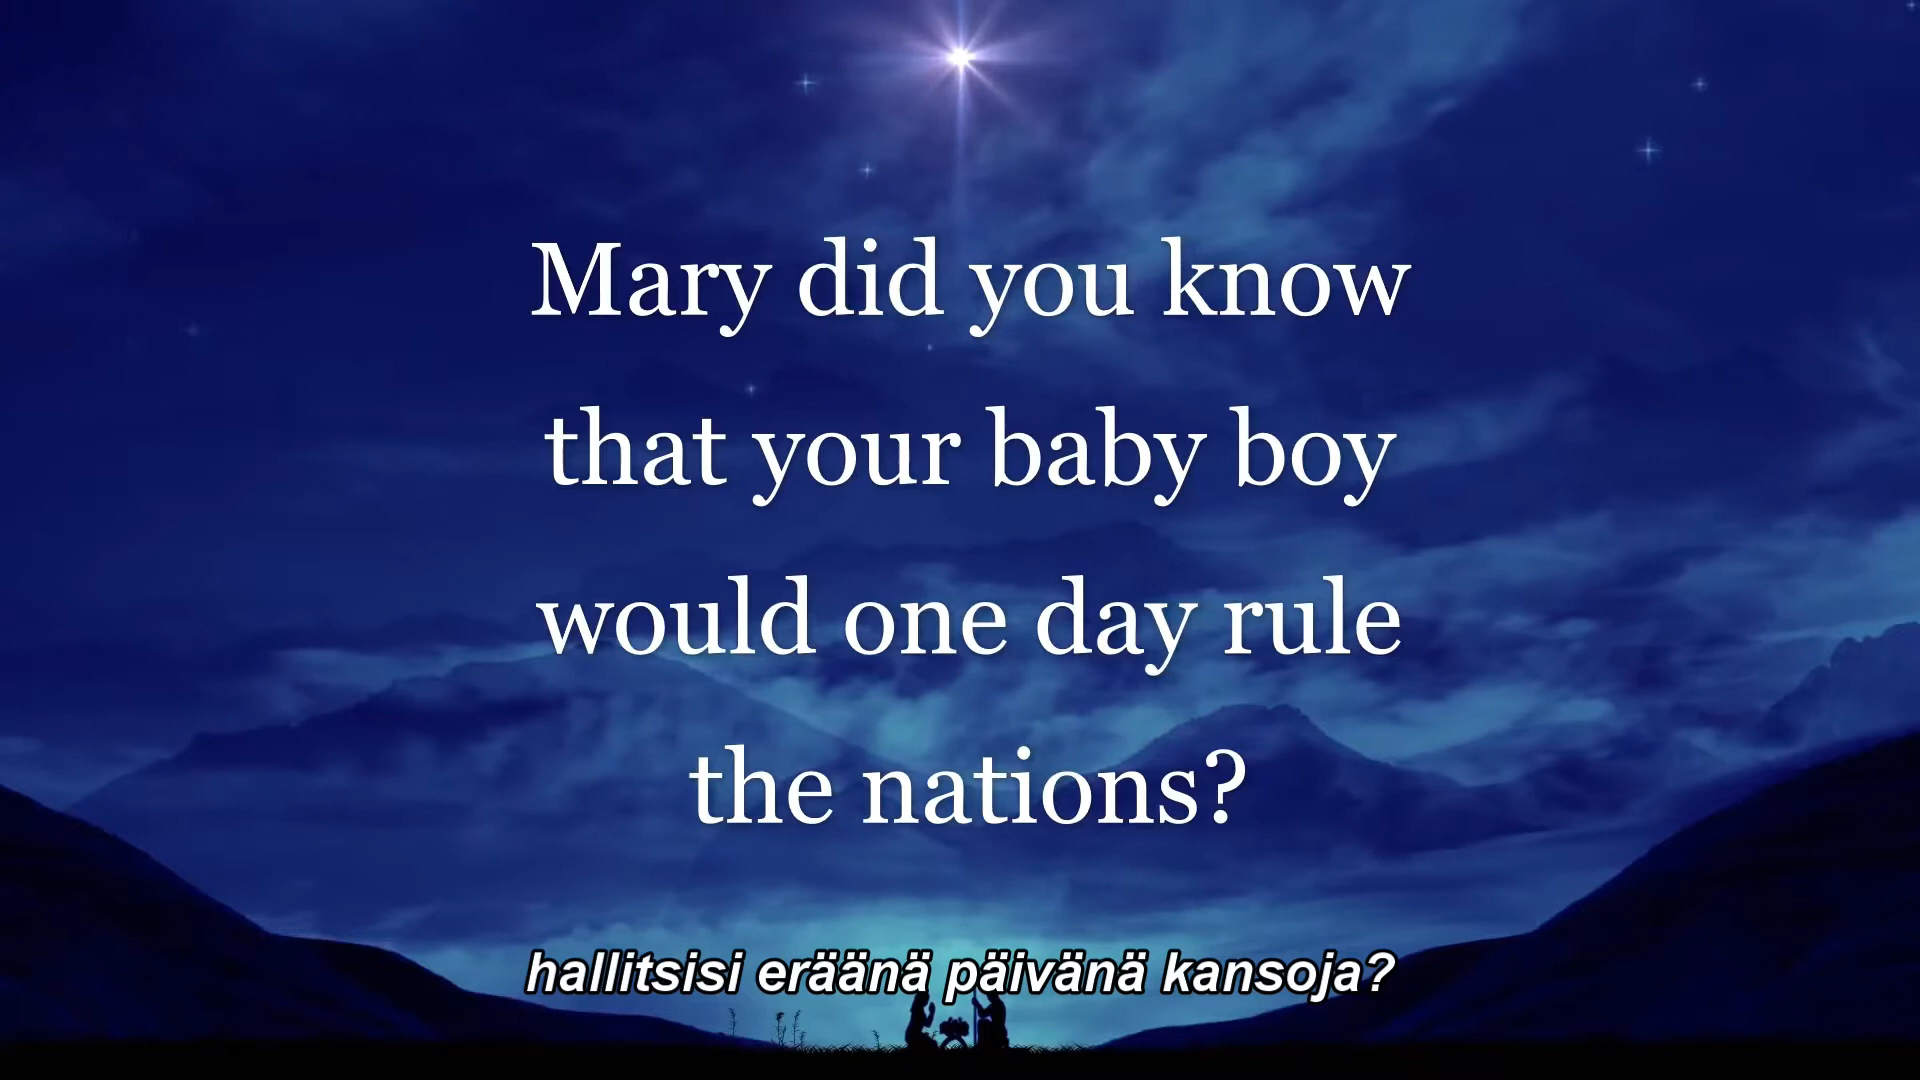 Mary did you know
that your baby boy
would one day rule
the nations?
hallitsisi eräänä päivänä kansoja?